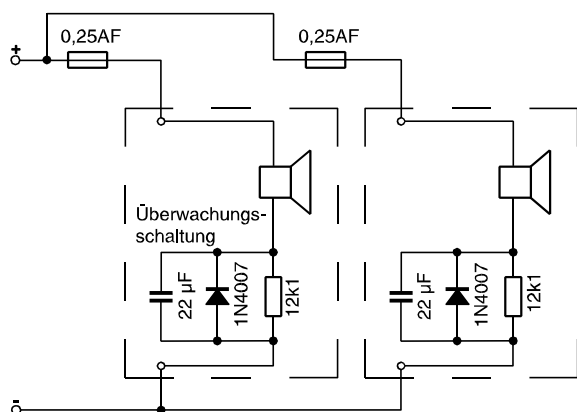 0,25AF
0,25AF
+
Überwachungs-
schaltung
22 µF
1N4007
12k1
22 µF
1N4007
12k1
-